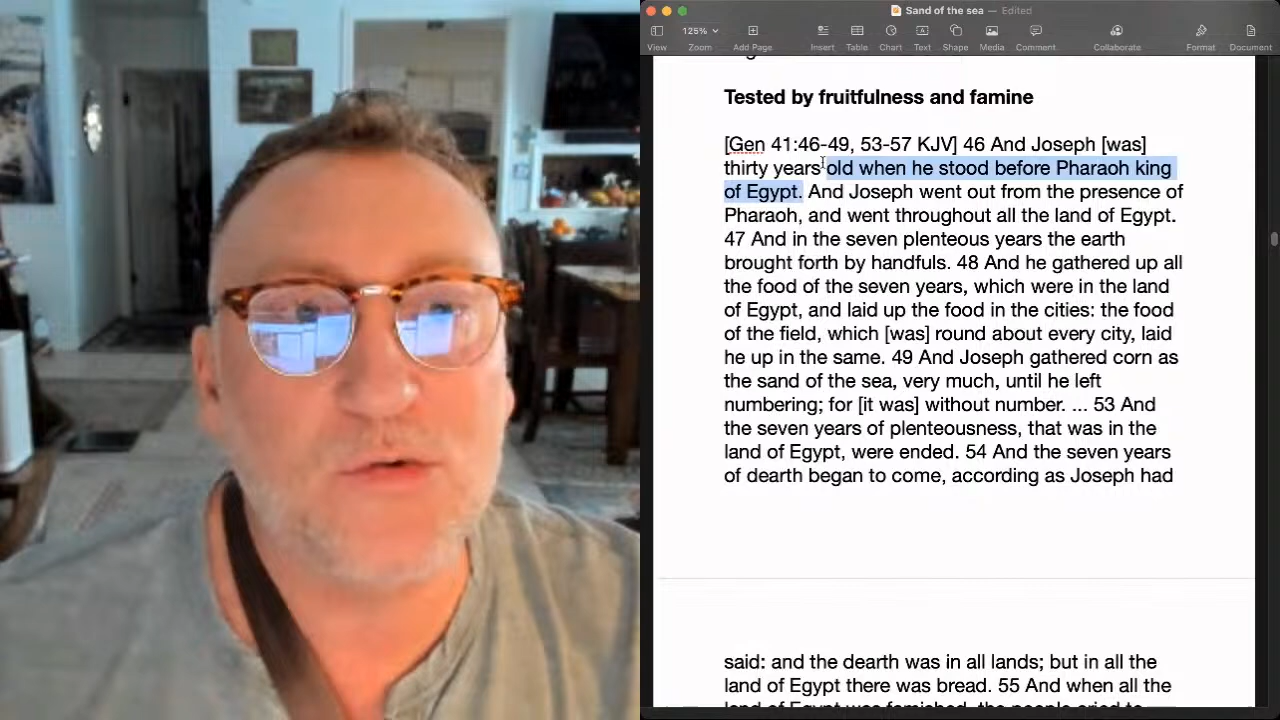 Sand of the sea — Edited
125%
View
Zoom
Add Page
Insert
Table
Chart
Text
Shape
Media
Comment
Collaborate
Format
Document
Tested by fruitfulness and famine
[Gen 41:46-49, 53-57 KJV] 46 And Joseph [was]
thirty years old when he stood before Pharaoh king
of Egypt. And Joseph went out from the presence of
Pharaoh, and went throughout all the land of Egypt.
47 And in the seven plenteous years the earth
brought forth by handfuls. 48 And he gathered up all
the food of the seven years, which were in the land
of Egypt, and laid up the food in the cities: the food
of the field, which [was] round about every city, laid
he up in the same. 49 And Joseph gathered corn as
the sand of the sea, very much, until he left
numbering; for [it was] without number. ... 53 And
the seven years of plenteousness, that was in the
land of Egypt, were ended. 54 And the seven years
of dearth began to come, according as Joseph had
said: and the dearth was in all lands; but in all the
land of Egypt there was bread. 55 And when all the
land of Egypt was famished, the people cried to